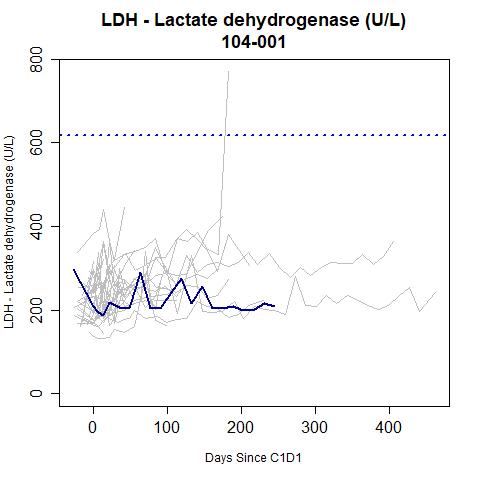 LDH - Lactate dehydrogenase (U/L)
104-001
LDH - Lactate dehydrogenase (U/L)
800
600
400
200
0
0 100 200 300 400
Days Since C1D1